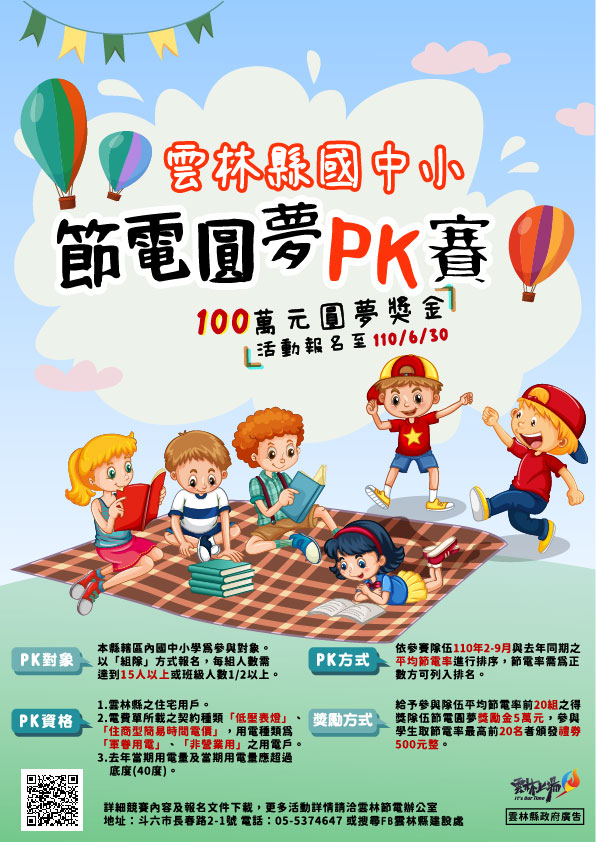 雲林縣國中小
節電圓夢PK賽
100萬元圓夢獎金
活動報名至110/6/30
PK對象
本縣轄區內國中小學為參與對象。
以「組隊」方式報名，每組人數需
達到15人以上或班級人數1/2以上。
PK方式
依參賽隊伍110年2-9月與去年同期之
平均節電率進行排序，節電率需為正
數方可列入排名。
PK資格
1.雲林縣之住宅用戶。
2.電費單所載之契約種類「低壓表燈」、
「住商型簡易時間電價」，用電種類為
「軍眷用電」、「非營業用」之用電戶。
3.去年當期用電量及當期用電量應超過
底度(40度)。
獎勵方式
給予參與隊伍平均節電率前20組之得
獎隊伍節電圓夢獎勵金5萬元，參與
學生取節電率最高前20名者頒發禮券
500元整。
詳細競賽內容及報名文件下載，更多活動詳情請洽雲林節電辦公室
地址：斗六市長春路2-1號 電話：05-5374647 或搜尋FB雲林縣建設處
雲林上場
It's Our Time
雲林縣政府廣告